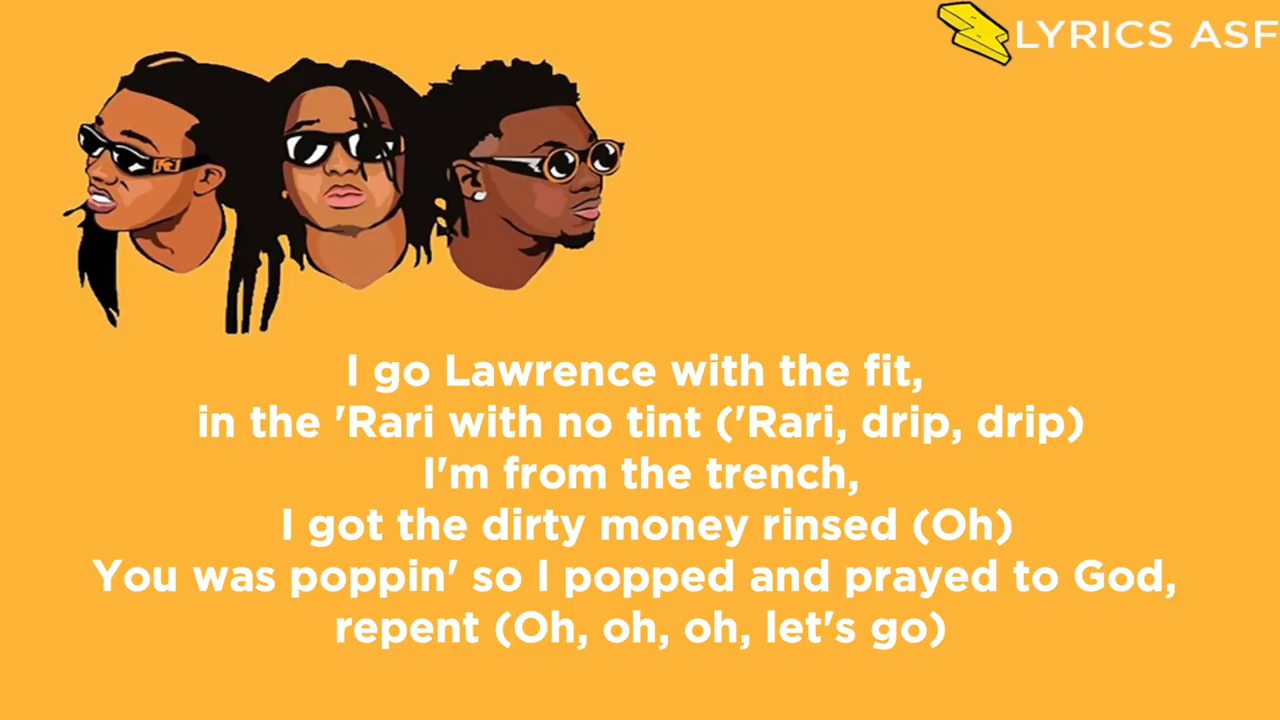 LYRICS ASF
I go Lawrence with the fit,
in the 'Rari with no tint ('Rari, drip, drip)
I'm from the trench,
I got the dirty money rinsed (Oh)
You was poppin' so I popped and prayed to God,
repent (Oh, oh, oh, let's go)